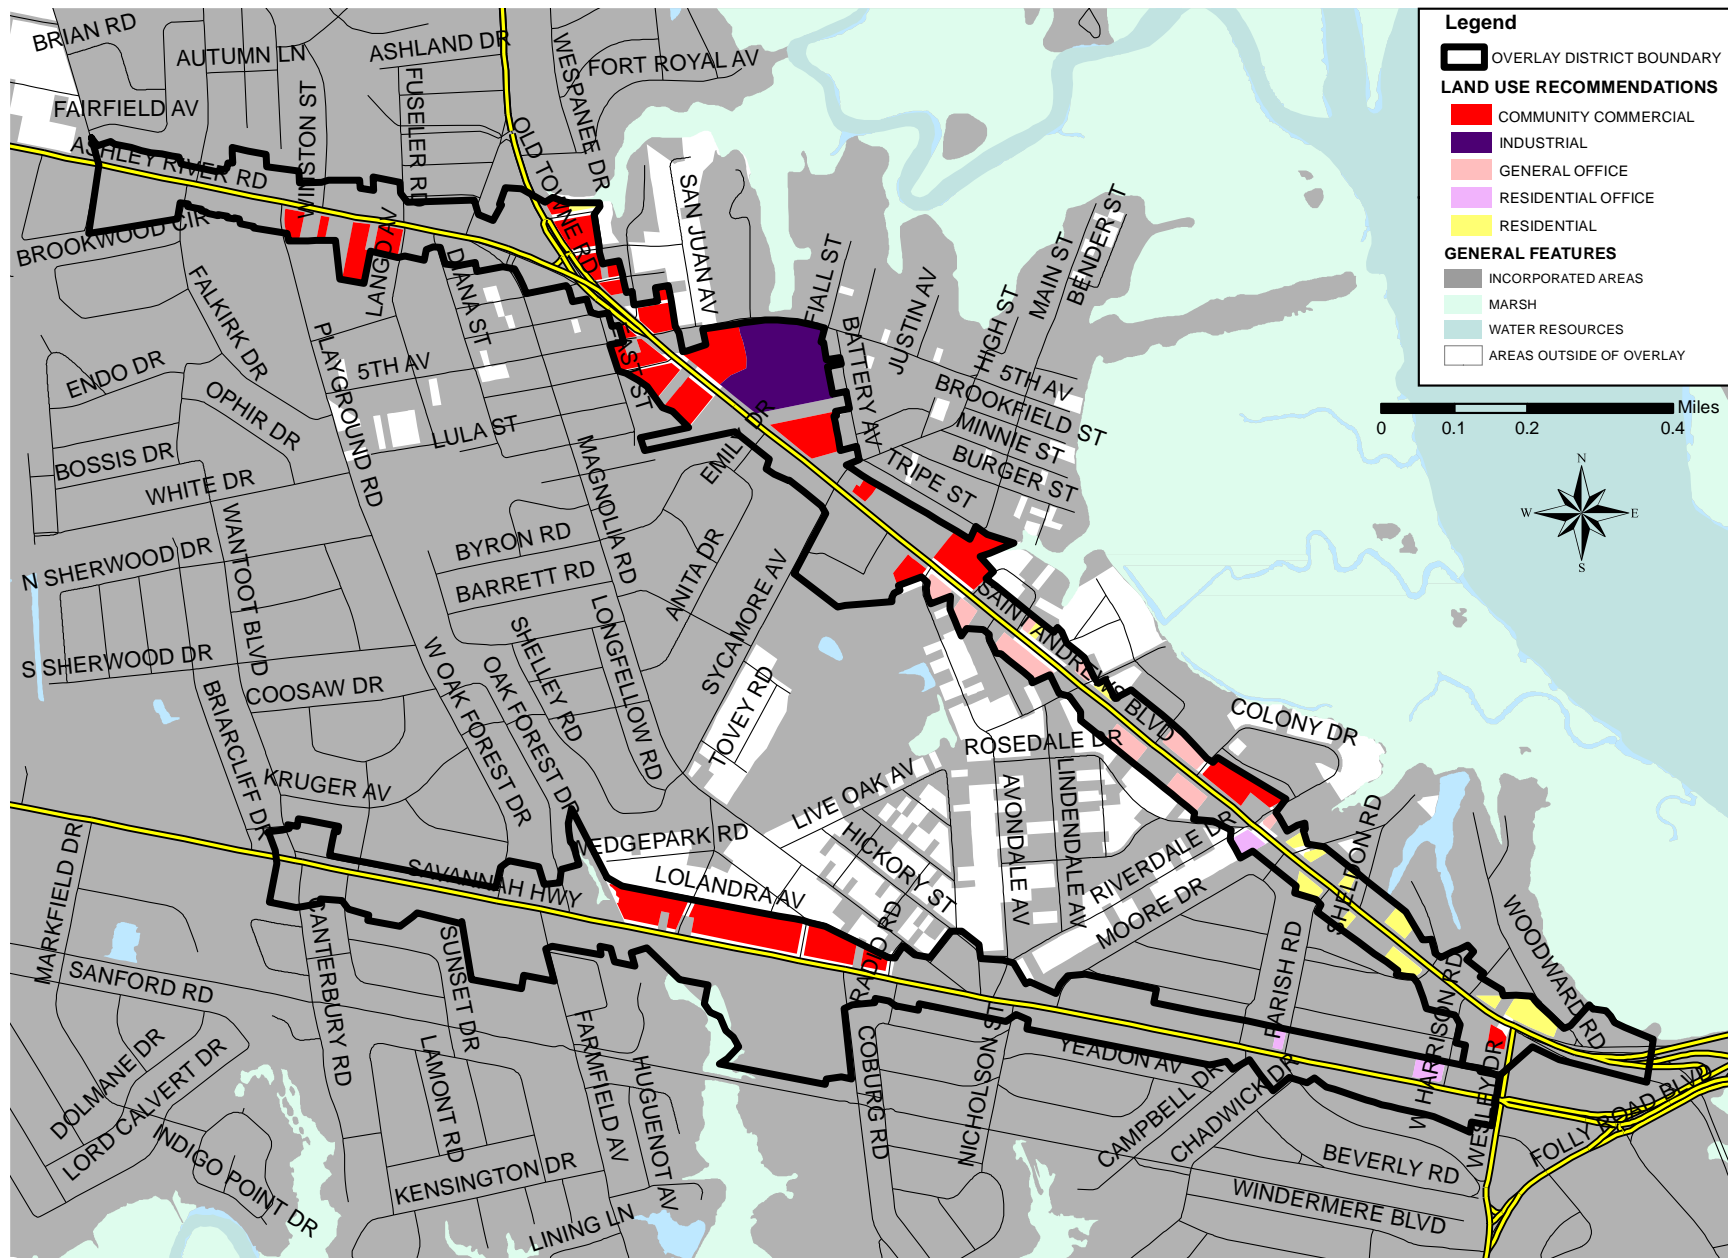 Legend
OVERLAY DISTRICT BOUNDARY
LAND USE RECOMMENDATIONS
COMMUNITY COMMERCIAL
INDUSTRIAL
GENERAL OFFICE
RESIDENTIAL OFFICE
RESIDENTIAL
GENERAL FEATURES
INCORPORATED AREAS
MARSH
WATER RESOURCES
AREAS OUTSIDE OF OVERLAY
Miles
0 0.1 0.2 0.4
N
W E
S
BRIAN RD
AUTUMN LN
ASHLAND DR
WESPANEE DR
FORT ROYAL AV
FAIRFIELD AV
WINSTON ST
FUSELER RD
OLD TOWNE RD
ASHLEY RIVER RD
SAN JUAN AV
BROOKWOOD CIR
LANGO AV
DIANA ST
FIALL ST
MAIN ST
BENDER ST
JUSTIN AV
HIGH ST
FALKIRK DR
PLAYGROUND RD
5TH AV
EAST ST
BATTERY AV
5TH AV
ENDO DR
OPHIR DR
LULA ST
BROOKFIELD ST
MINNIE ST
BURGER ST
TRIPE ST
BOSSIS DR
WHITE DR
MAGNOLIA RD
WANTOOT BLVD
N SHERWOOD DR
BYRON RD
BARRETT RD
ANITA DR
SYCAMORE AV
SAINT ANDREWS BLVD
S SHERWOOD DR
COOSAW DR
BRIARCLIFF DR
W OAK FOREST DR
OAK FOREST DR
SHELLEY RD
LONGFELLOW RD
TOVEY RD
COLONY DR
ROSEDALE DR
KRUGER AV
LIVE OAK AV
AVONDALE AV
LINDENDALE AV
HICKORY ST
RIVERDALE DR
MOORE DR
MARKFIELD DR
SAVANNAH HWY
LOLANDRA AV
WOODWARD RD
CANTERBURY RD
SUNSET DR
RADIO RD
PARISH RD
W HARRISON RD
SANFORD RD
DOLMANE DR
LORD CALVERT DR
INDIGO POINT DR
LAMONT RD
FARMFIELD AV
HUGUENOT AV
COBURG RD
NICHOLSON ST
YEADON AV
CAMPBELL DR
CHADWICK DR
WESLEY DR
FOLLY ROAD BLVD
BEVERLY RD
WINDERMERE BLVD
KENSINGTON DR
LINING LN